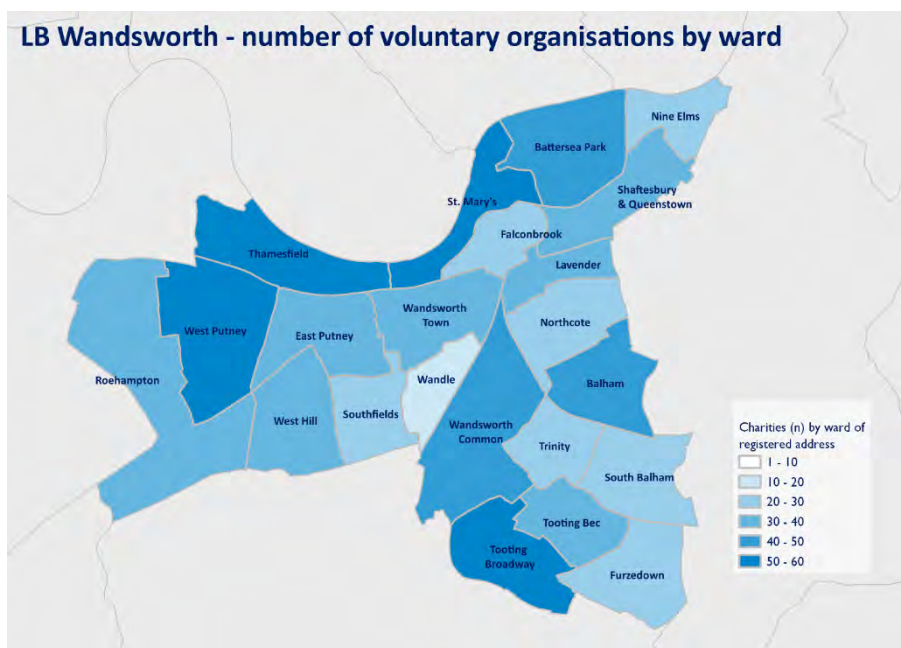 LB Wandsworth - number of voluntary organisations by ward
Nine Elms
Battersea Park
Shaftesbury
& Queenstown
St. Mary's
Falconbrook
Thamesfield
Lavender
Wandsworth
Town
Northcote
West Putney
East Putney
Roehampton
Wandle
Balham
West Hill
Southfields
Wandsworth
Common
Trinity
South Balham
Tooting Bec
Tooting
Broadway
Furzedown
Charities (n) by ward of
registered address
1 - 10
10 - 20
20 - 30
30 - 40
40 - 50
50 - 60